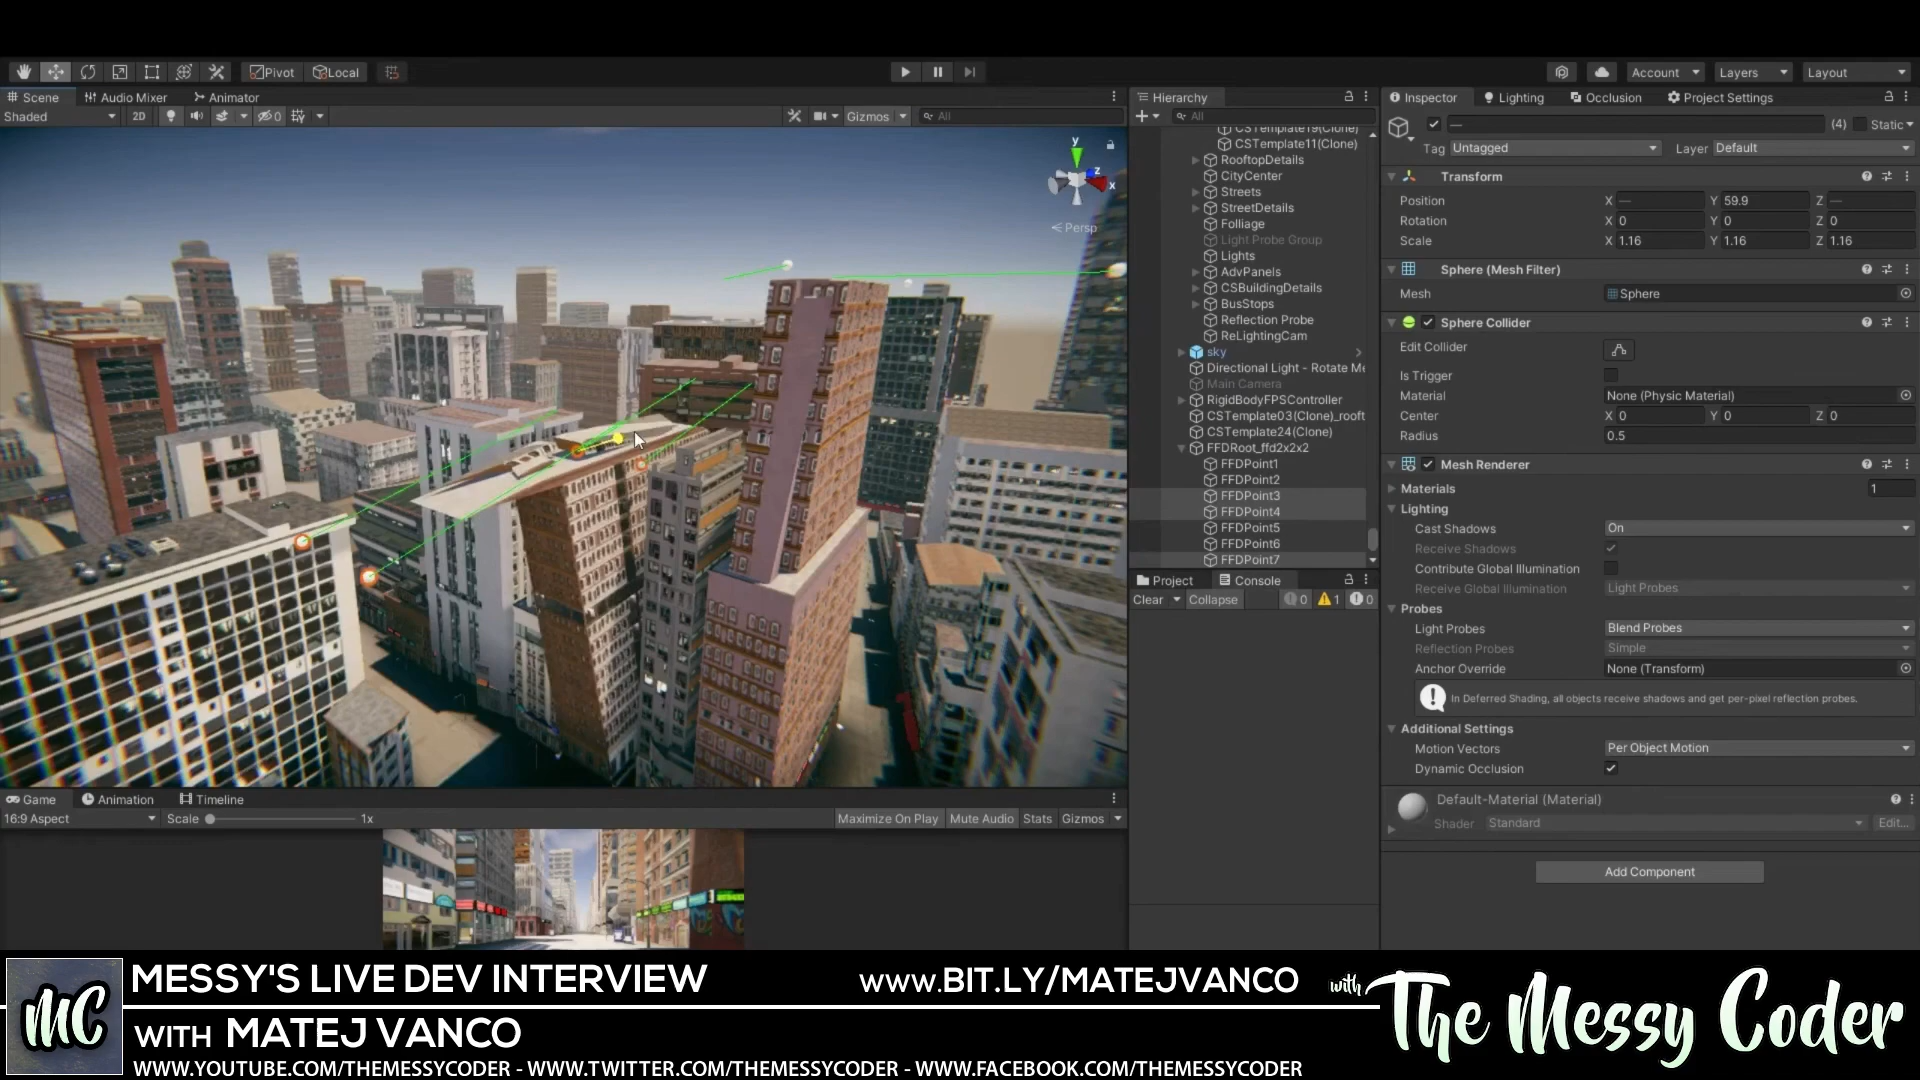 Pivot
Local
Account
Layers
Layout
Scene
Audio Mixer
Animator
Shaded
2D
0
Gizmos
All
y
z
x
Persp
Hierarchy
All
CSTemplate19(Clone)
CSTemplate11(Clone)
RooftopDetails
CityCenter
Streets
StreetDetails
Folliage
Light Probe Group
Lights
AdvPanels
CSBuildingDetails
BusStops
Reflection Probe
ReLightingCam
sky
Directional Light - Rotate Me
Main Camera
RigidBodyFPSController
CSTemplate03(Clone)_rooft
CSTemplate24(Clone)
FFDRoot_ffd2x2x2
FFDPoint1
FFDPoint2
FFDPoint3
FFDPoint4
FFDPoint5
FFDPoint6
FFDPoint7
Project
Console
Clear
Collapse
0
1
0
Inspector
Lighting
Occlusion
Project Settings
—
(4)
Static
Tag Untagged
Layer Default
Transform
Position X — Y 59.9 Z —
Rotation X 0 Y 0 Z 0
Scale X 1.16 Y 1.16 Z 1.16
Sphere (Mesh Filter)
Mesh Sphere
Sphere Collider
Edit Collider
Is Trigger
Material None (Physic Material)
Center X 0 Y 0 Z 0
Radius 0.5
Mesh Renderer
Materials 1
Lighting
Cast Shadows On
Receive Shadows
Contribute Global Illumination
Receive Global Illumination Light Probes
Probes
Light Probes Blend Probes
Reflection Probes Simple
Anchor Override None (Transform)
In Deferred Shading, all objects receive shadows and get per-pixel reflection probes.
Additional Settings
Motion Vectors Per Object Motion
Dynamic Occlusion
Default-Material (Material)
Shader Standard Edit...
Add Component
Game
Animation
Timeline
16:9 Aspect
Scale 1x
Maximize On Play
Mute Audio
Stats
Gizmos
MC
MESSY'S LIVE DEV INTERVIEW
WITH MATEJ VANCO
WWW.BIT.LY/MATEJVANCO
WWW.YOUTUBE.COM/THEMESSYCODER - WWW.TWITTER.COM/THEMESSYCODER - WWW.FACEBOOK.COM/THEMESSYCODER
with The Messy Coder